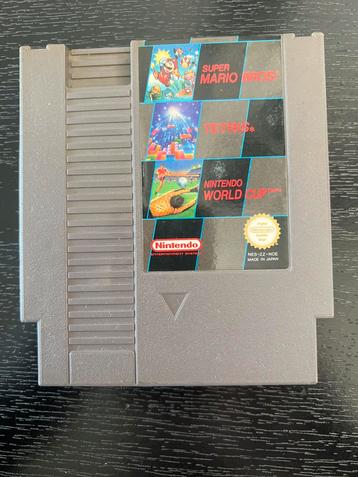 SUPER
MARIO BROS.
TETRIS®
NINTENDO
WORLD CUP
Nintendo
ENTERTAINMENT SYSTEM
NES-ZZ-NOE
MADE IN JAPAN